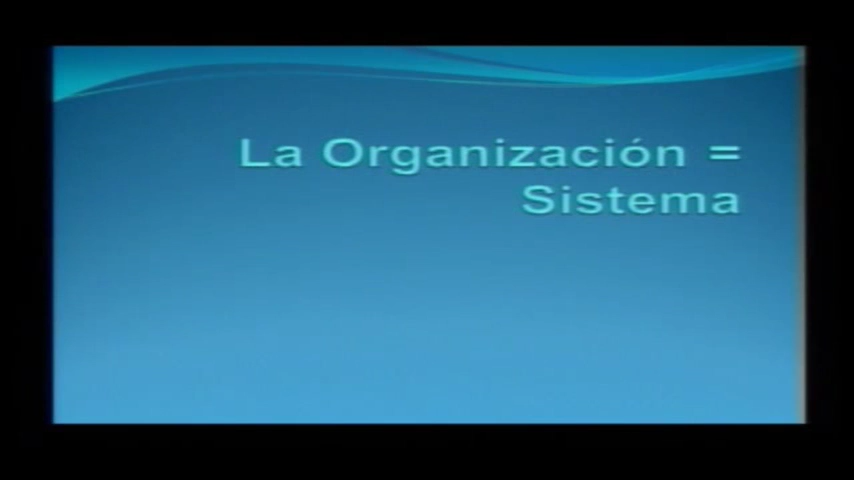 La Organización =
Sistema